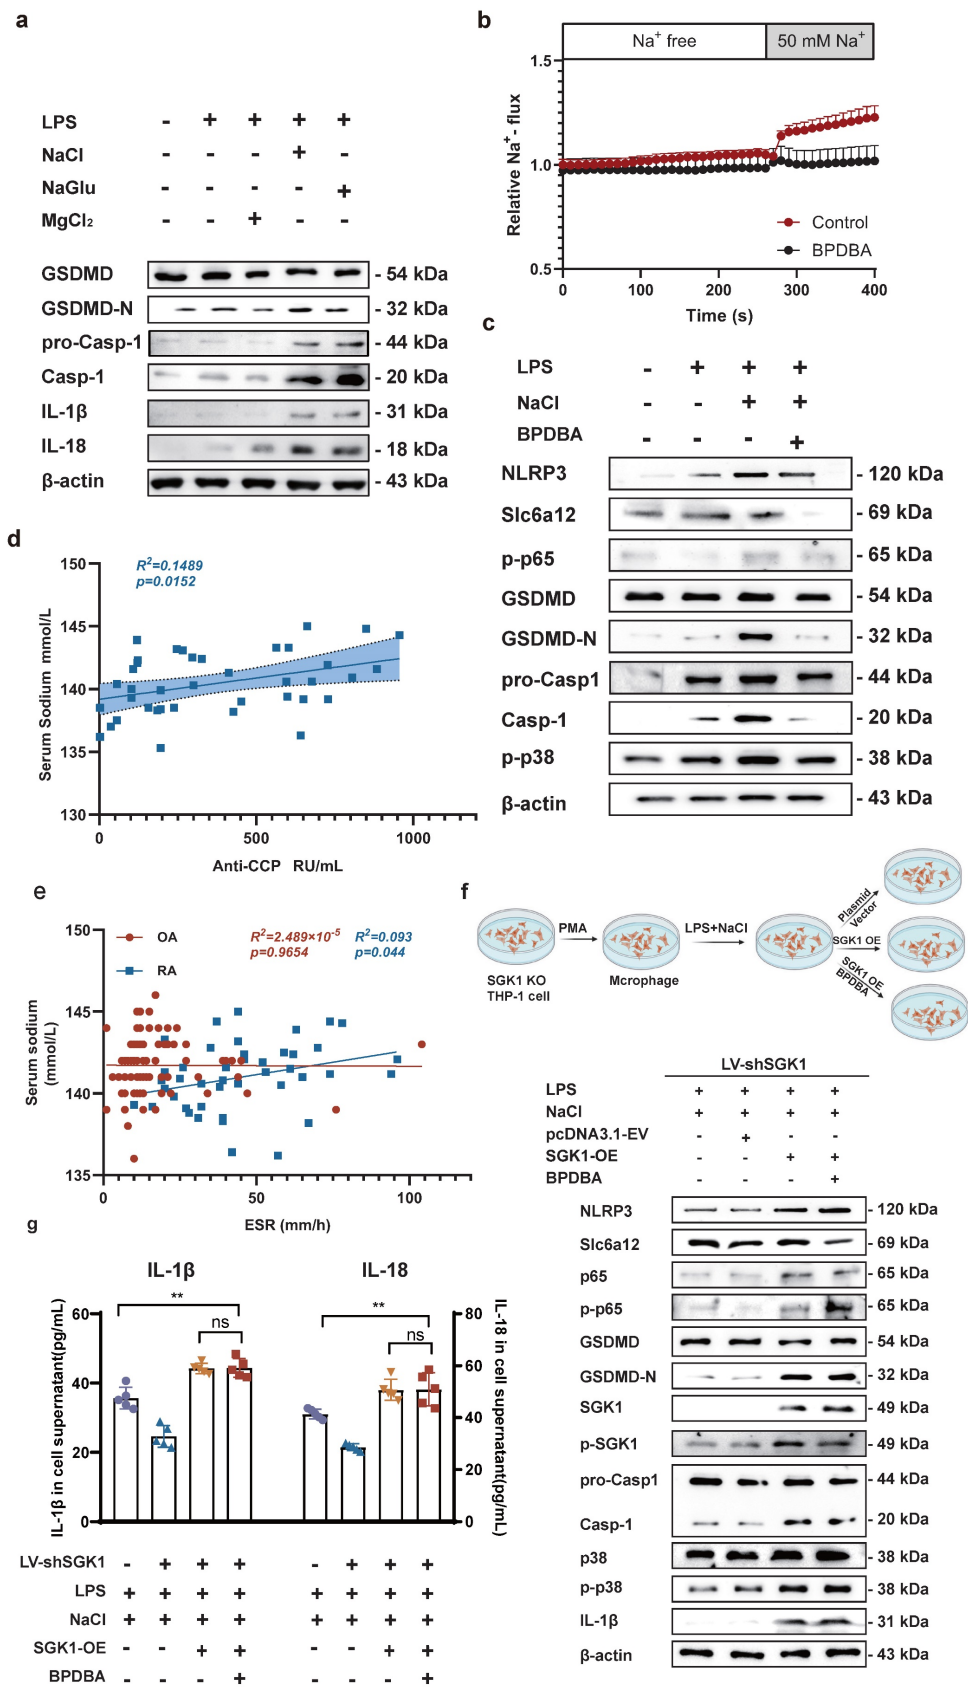 a
LPS - + + + +
NaCl - - - + -
NaGlu - - - - +
MgCl2 - - + - -
GSDMD - 54 kDa
GSDMD-N - 32 kDa
pro-Casp-1 - 44 kDa
Casp-1 - 20 kDa
IL-1β - 31 kDa
IL-18 - 18 kDa
β-actin - 43 kDa
b
Na+ free 50 mM Na+
Relative Na+- flux
1.5
1.0
0.5
Control
BPDBA
0 100 200 300 400
Time (s)
c
LPS - + + +
NaCl - - + +
BPDBA - - - +
NLRP3 - 120 kDa
Slc6a12 - 69 kDa
p-p65 - 65 kDa
GSDMD - 54 kDa
GSDMD-N - 32 kDa
pro-Casp1 - 44 kDa
Casp-1 - 20 kDa
p-p38 - 38 kDa
β-actin - 43 kDa
d
R2=0.1489
p=0.0152
Serum Sodium mmol/L
150
145
140
135
130
0 500 1000
Anti-CCP RU/mL
e
OA
RA
R2=2.489×10-5 R2=0.093
p=0.9654 p=0.044
Serum sodium
(mmol/L)
150
145
140
135
0 50 100
ESR (mm/h)
f
SGK1 KO
THP-1 cell
PMA
Mcrophage
LPS+NaCl
Plasmid
Vector
SGK1 OE
SGK1 OE
BPDBA
LV-shSGK1
LPS + + + +
NaCl + + + +
pcDNA3.1-EV - + - -
SGK1-OE - - + +
BPDBA - - - +
NLRP3 - 120 kDa
Slc6a12 - 69 kDa
p65 - 65 kDa
p-p65 - 65 kDa
GSDMD - 54 kDa
GSDMD-N - 32 kDa
SGK1 - 49 kDa
p-SGK1 - 49 kDa
pro-Casp1 - 44 kDa
Casp-1 - 20 kDa
p38 - 38 kDa
p-p38 - 38 kDa
IL-1β - 31 kDa
β-actin - 43 kDa
g
IL-1β IL-18
IL-1β in cell supernatant(pg/mL)
60
40
20
0
**
ns
**
ns
80
60
40
20
0
IL-18 in cell supernatant(pg/mL)
LV-shSGK1 - + + + - + + +
LPS + + + + + + + +
NaCl + + + + + + + +
SGK1-OE - - + + - - + +
BPDBA - - - + - - - +